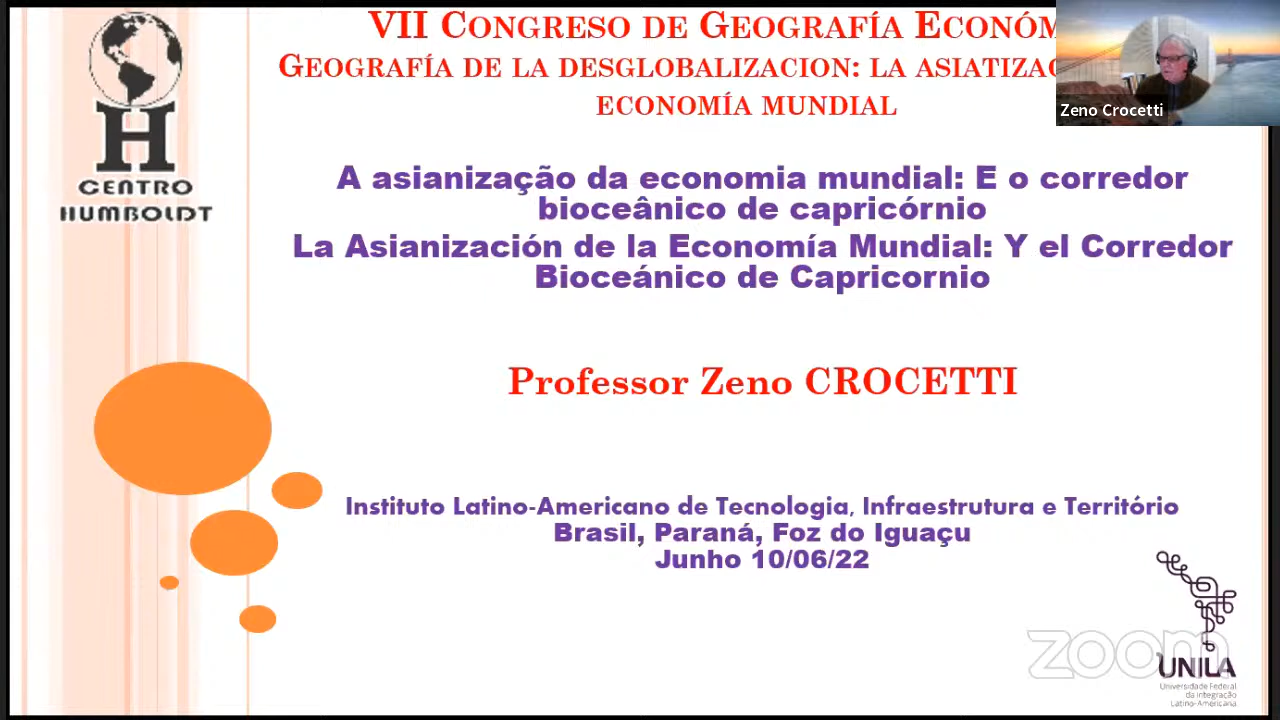 VII CONGRESO DE GEOGRAFÍA ECONÓM
GEOGRAFÍA DE LA DESGLOBALIZACION: LA ASIATIZAC
ECONOMÍA MUNDIAL
Zeno Crocetti
CENTRO
HUMBOLDT
A asianização da economia mundial: E o corredor
bioceânico de capricórnio
La Asianización de la Economía Mundial: Y el Corredor
Bioceánico de Capricornio
Professor Zeno CROCETTI
Instituto Latino-Americano de Tecnologia, Infraestrutura e Território
Brasil, Paraná, Foz do Iguaçu
Junho 10/06/22
zoom
UNILA
Universidade Federal
da Integração
Latino-Americana